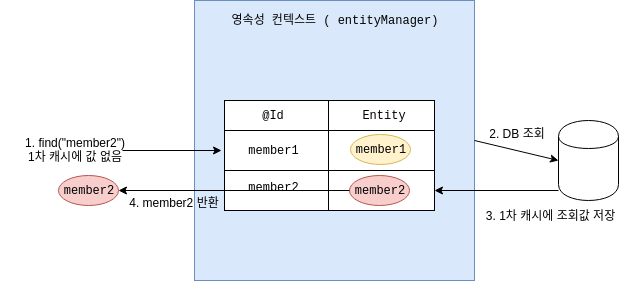 영속성 컨텍스트 ( entityManager)
@Id
Entity
1. find("member2")
1차 캐시에 값 없음
member1
member1
2. DB 조회
member2
member2
member2
4. member2 반환
3. 1차 캐시에 조회값 저장